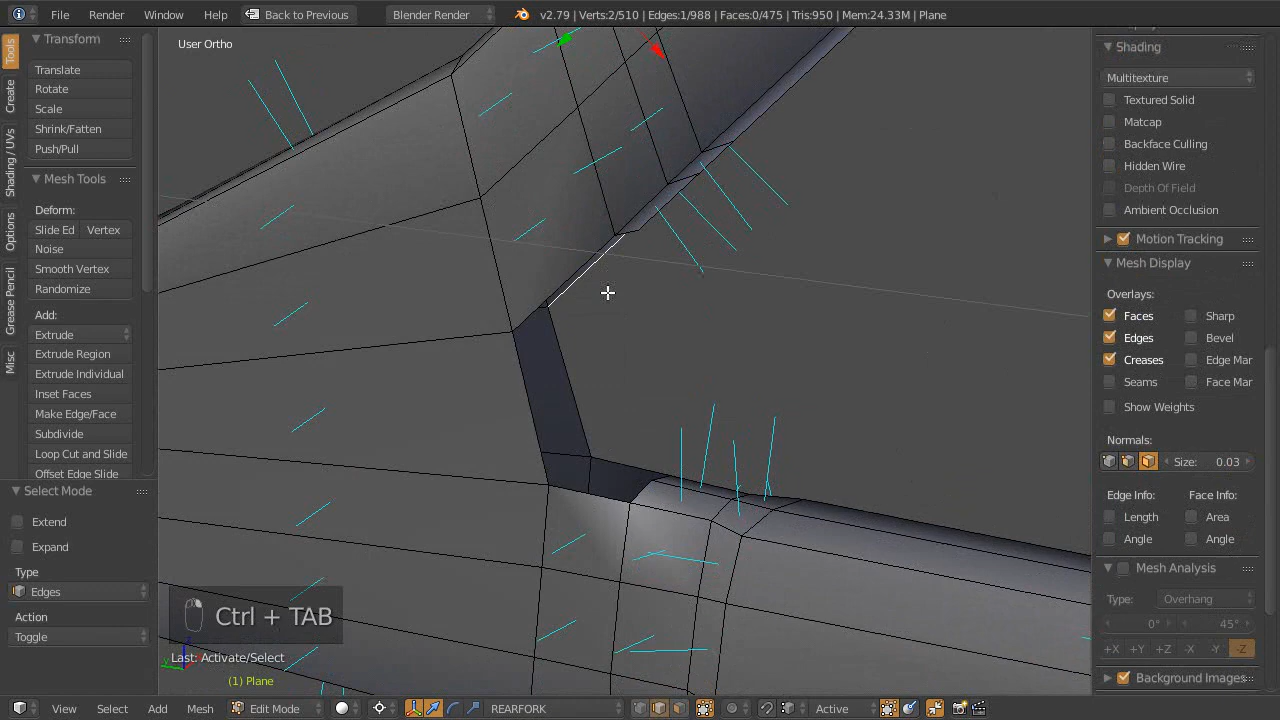 File Render Window Help Back to Previous Blender Render v2.79 | Verts:2/510 | Edges:1/988 | Faces:0/475 | Tris:950 | Mem:24.33M | Plane
Tools
Create
Shading / UVs
Options
Grease Pencil
Misc
Transform
Translate
Rotate
Scale
Shrink/Fatten
Push/Pull
Mesh Tools
Deform:
Slide Ed Vertex
Noise
Smooth Vertex
Randomize
Add:
Extrude
Extrude Region
Extrude Individual
Inset Faces
Make Edge/Face
Subdivide
Loop Cut and Slide
Offset Edge Slide
Select Mode
Extend
Expand
Type
Edges
Action
Toggle
User Ortho
Ctrl + TAB
Last: Activate/Select
(1) Plane
Shading
Multitexture
Textured Solid
Matcap
Backface Culling
Hidden Wire
Depth Of Field
Ambient Occlusion
Motion Tracking
Mesh Display
Overlays:
Faces Sharp
Edges Bevel
Creases Edge Mar
Seams Face Mar
Show Weights
Normals:
Size: 0.03
Edge Info: Face Info:
Length Area
Angle Angle
Mesh Analysis
Type: Overhang
0° 45°
+X +Y +Z -X -Y -Z
Background Images
View Select Add Mesh Edit Mode REARFORK Active